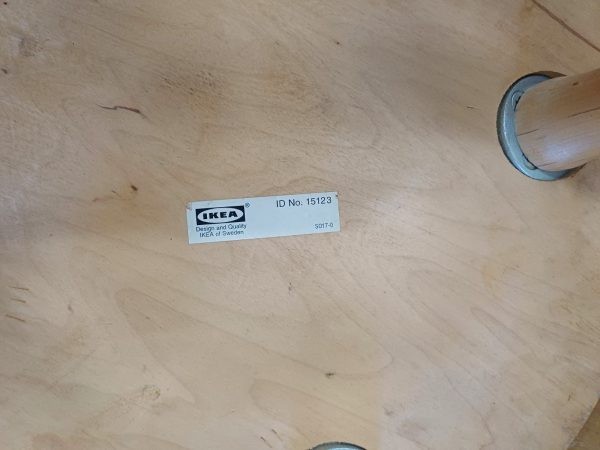 IKEA®
Design and Quality
IKEA of Sweden
ID No. 15123
S017-0